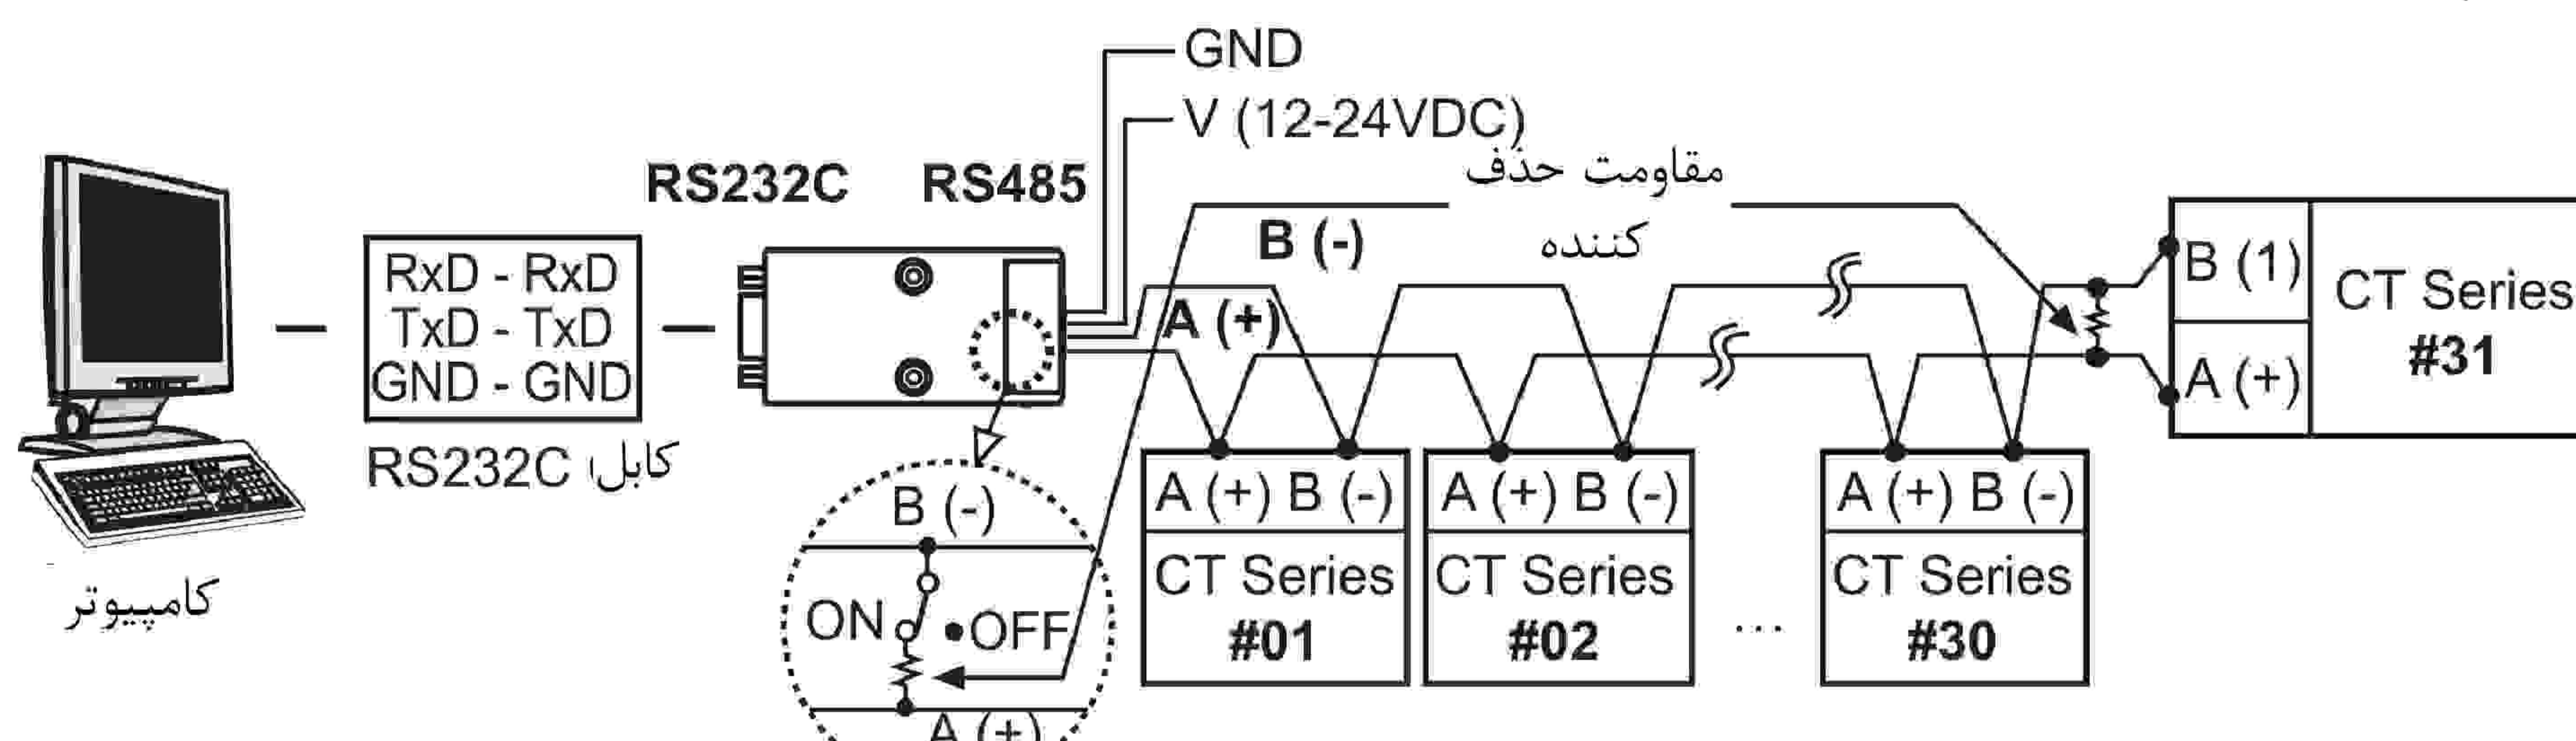 GND
V (12-24VDC)
RS232C RS485
مقاومت حذف
کننده
B (-)
A (+)
RxD - RxD
TxD - TxD
GND - GND
کابل RS232C
کامپیوتر
B (-)
ON OFF
A (+)
A (+) B (-)
CT Series
#01
A (+) B (-)
CT Series
#02
...
A (+) B (-)
CT Series
#30
B (1)
A (+)
CT Series
#31